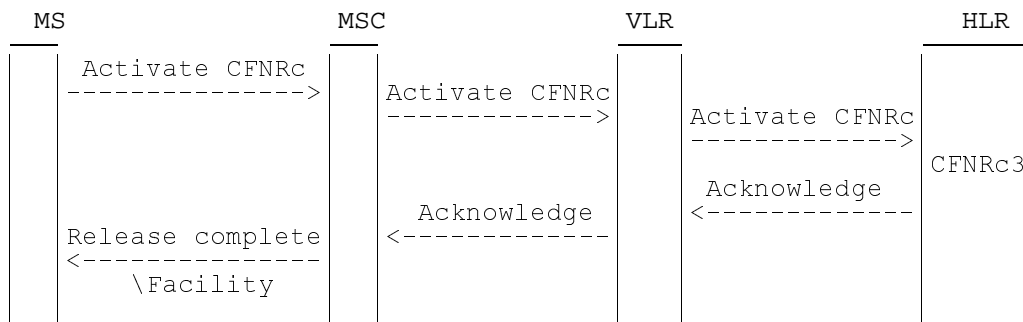 MS MSC VLR HLR
Activate CFNRc
--------------->
Activate CFNRc
------------->
Activate CFNRc
------------->
CFNRc3
Acknowledge
<-------------
Acknowledge
<-------------
Release complete
<---------------
\Facility